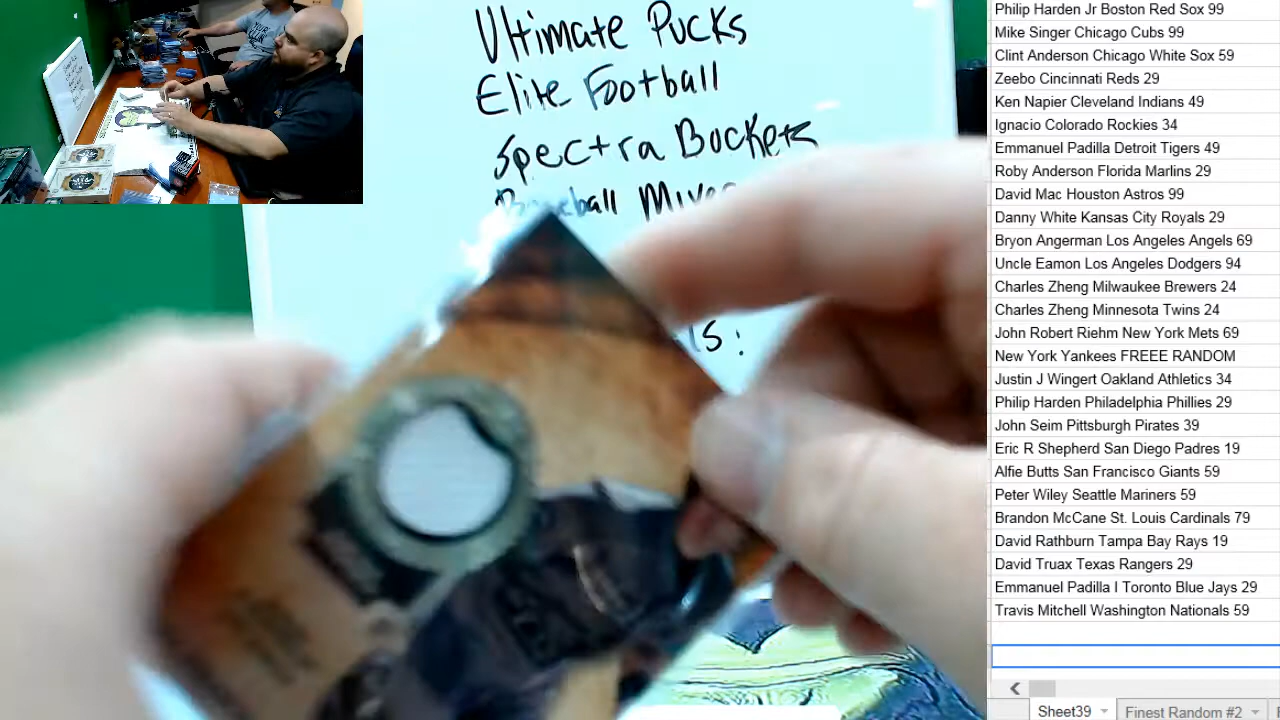 Ultimate Pucks
Elite Football
Spectra Buckets
Philip Harden Jr Boston Red Sox 99
Mike Singer Chicago Cubs 99
Clint Anderson Chicago White Sox 59
Zeebo Cincinnati Reds 29
Ken Napier Cleveland Indians 49
Ignacio Colorado Rockies 34
Emmanuel Padilla Detroit Tigers 49
Roby Anderson Florida Marlins 29
David Mac Houston Astros 99
Danny White Kansas City Royals 29
Bryon Angerman Los Angeles Angels 69
Uncle Eamon Los Angeles Dodgers 94
Charles Zheng Milwaukee Brewers 24
Charles Zheng Minnesota Twins 24
John Robert Riehm New York Mets 69
New York Yankees FREEE RANDOM
Justin J Wingert Oakland Athletics 34
Philip Harden Philadelphia Phillies 29
John Seim Pittsburgh Pirates 39
Eric R Shepherd San Diego Padres 19
Alfie Butts San Francisco Giants 59
Peter Wiley Seattle Mariners 59
Brandon McCane St. Louis Cardinals 79
David Rathburn Tampa Bay Rays 19
David Truax Texas Rangers 29
Emmanuel Padilla I Toronto Blue Jays 29
Travis Mitchell Washington Nationals 59
Sheet39
Finest Random #2